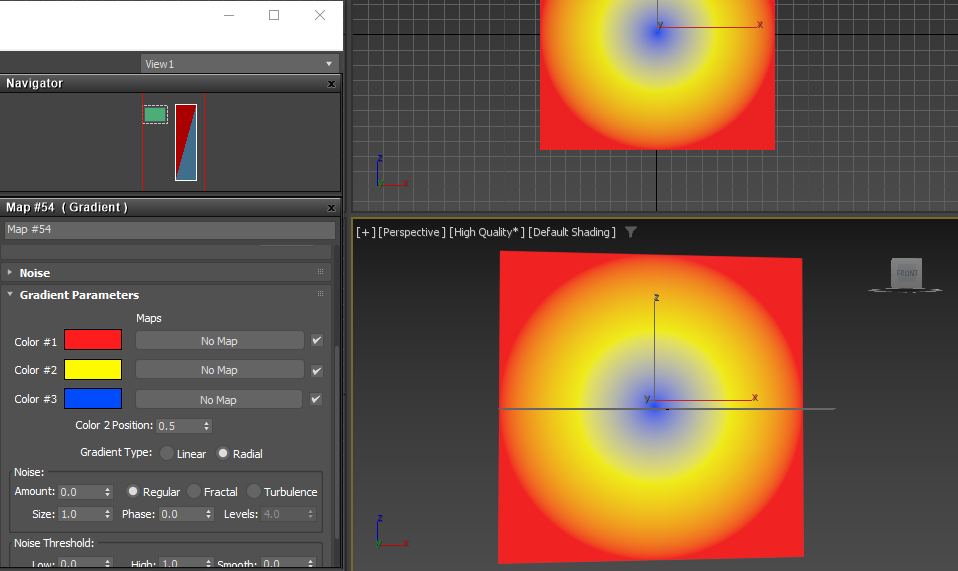 View1
Navigator
x
Map #54 ( Gradient )
Map #54
Noise
Gradient Parameters
Maps
Color #1 No Map
Color #2 No Map
Color #3 No Map
Color 2 Position: 0.5
Gradient Type: Linear Radial
Noise:
Amount: 0.0 Regular Fractal Turbulence
Size: 1.0 Phase: 0.0 Levels: 4.0
Noise Threshold:
Low: 0.0 High: 1.0 Smooth: 0.0
y x
z
y x
[+] [Perspective ] [High Quality* ] [Default Shading ]
FRONT
z
y x
z
y x